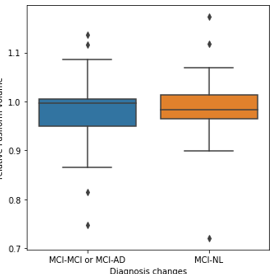 1.1
1.0
0.9
0.8
0.7
MCI-MCI or MCI-AD
MCI-NL
Diagnosis changes